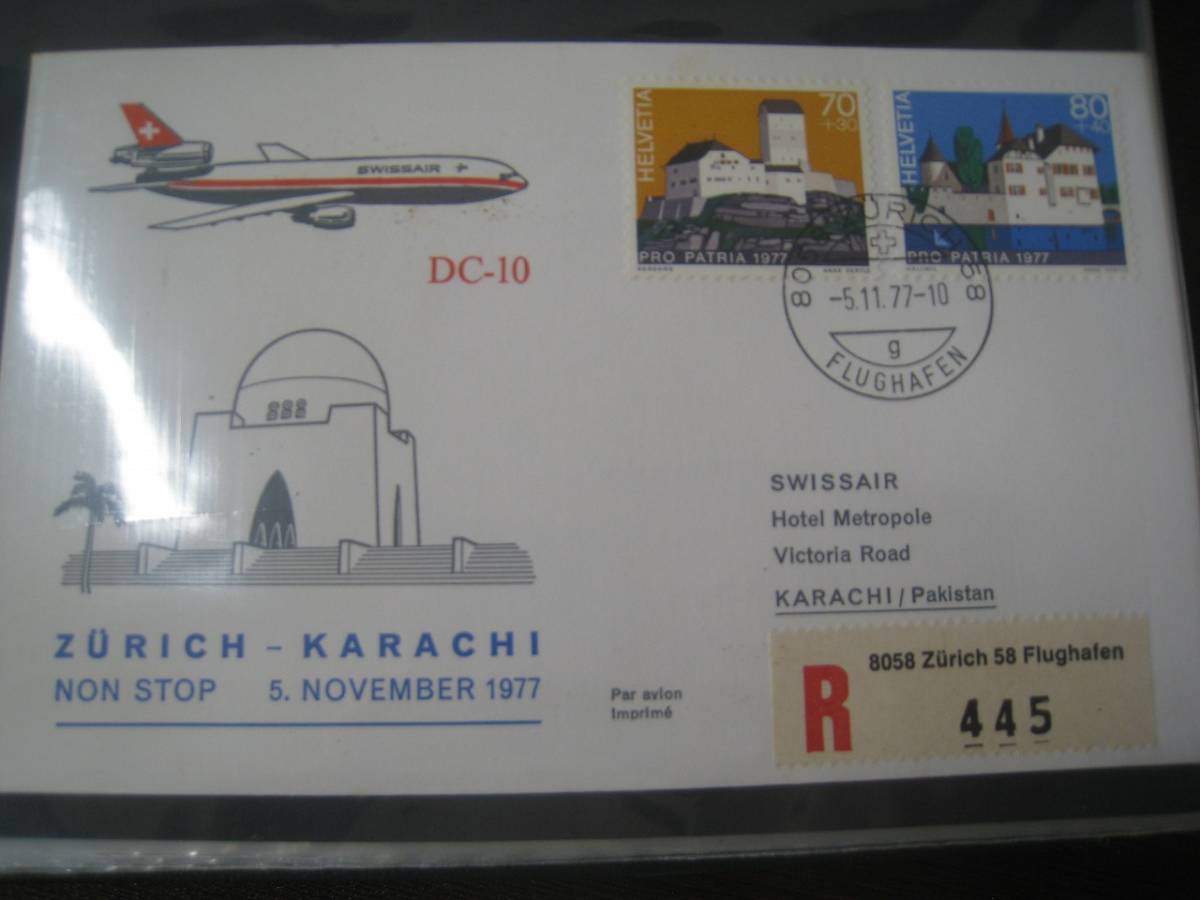 SWISSAIR
DC-10
HELVETIA
70
+30
PRO PATRIA 1977
HELVETIA
80
+40
PRO PATRIA 1977
-5.11.77-10
g
FLUGHAFEN
SWISSAIR
Hotel Metropole
Victoria Road
KARACHI / Pakistan
ZÜRICH - KARACHI
NON STOP 5. NOVEMBER 1977
Par avion
Imprimé
R
8058 Zürich 58 Flughafen
445